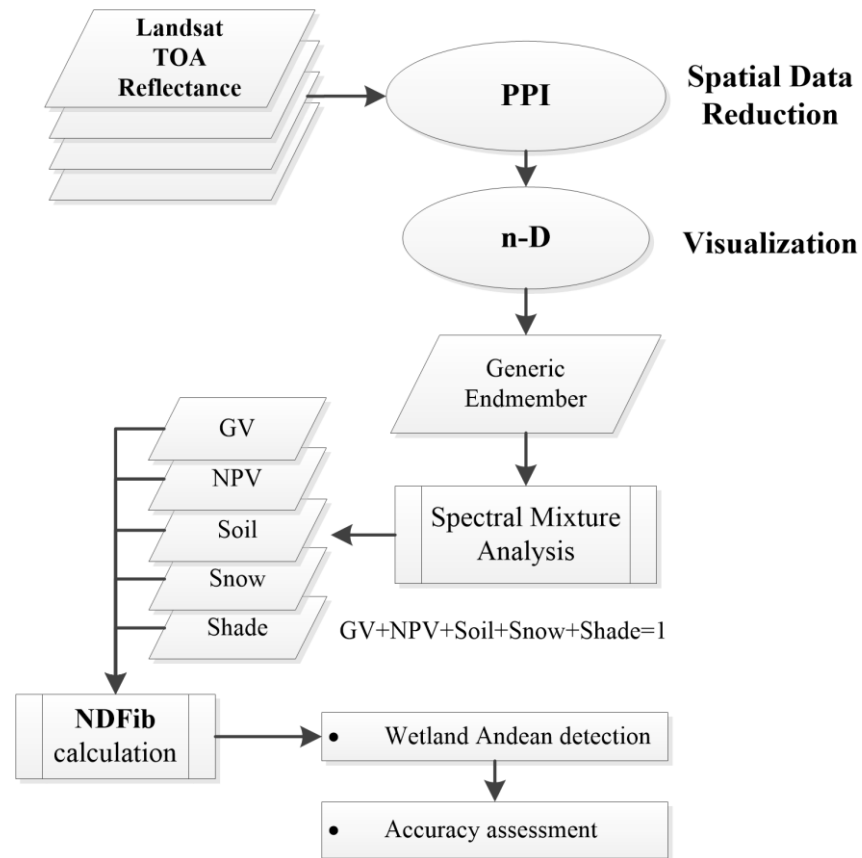 Landsat
TOA
Reflectance
PPI
Spatial Data
Reduction
n-D
Visualization
Generic
Endmember
GV
NPV
Soil
Snow
Shade
Spectral Mixture
Analysis
GV+NPV+Soil+Snow+Shade=1
NDFib
calculation
• Wetland Andean detection
• Accuracy assessment